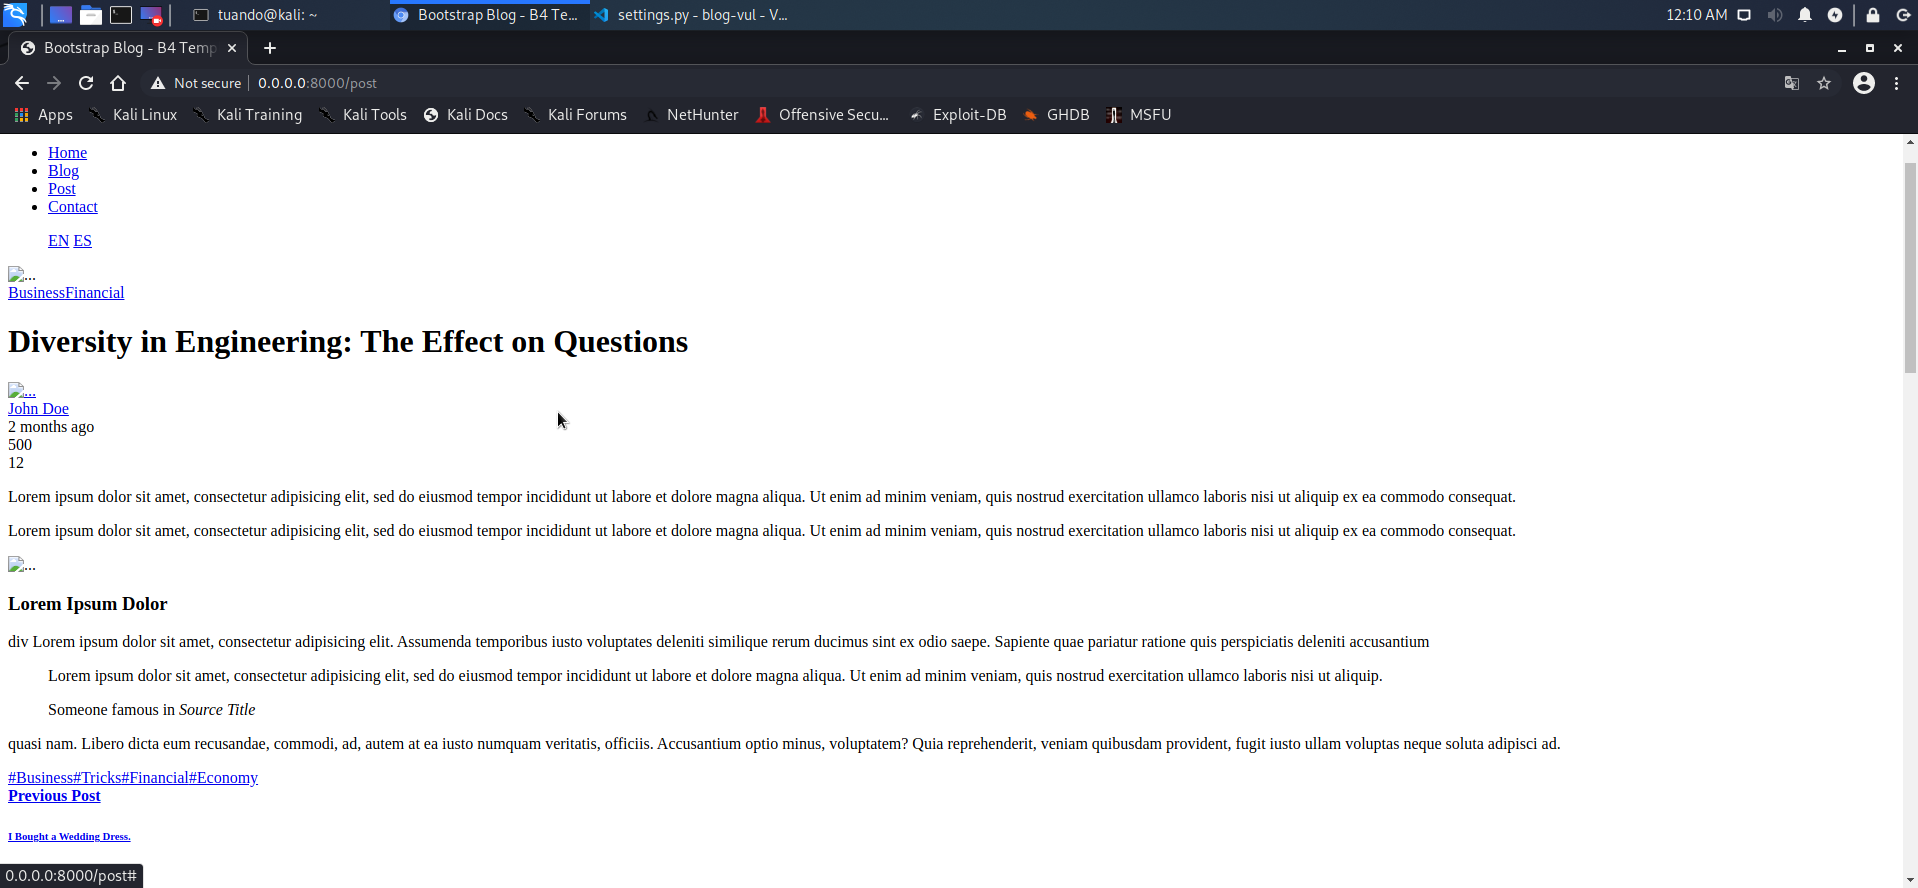 tuando@kali: ~
Bootstrap Blog - B4 Te...
settings.py - blog-vul - V...
12:10 AM
Bootstrap Blog - B4 Temp
Not secure
0.0.0.0:8000/post
Apps
Kali Linux
Kali Training
Kali Tools
Kali Docs
Kali Forums
NetHunter
Offensive Secu...
Exploit-DB
GHDB
MSFU
Home
Blog
Post
Contact
EN ES
...
BusinessFinancial
Diversity in Engineering: The Effect on Questions
...
John Doe
2 months ago
500
12
Lorem ipsum dolor sit amet, consectetur adipisicing elit, sed do eiusmod tempor incididunt ut labore et dolore magna aliqua. Ut enim ad minim veniam, quis nostrud exercitation ullamco laboris nisi ut aliquip ex ea commodo consequat.
Lorem ipsum dolor sit amet, consectetur adipisicing elit, sed do eiusmod tempor incididunt ut labore et dolore magna aliqua. Ut enim ad minim veniam, quis nostrud exercitation ullamco laboris nisi ut aliquip ex ea commodo consequat.
...
Lorem Ipsum Dolor
div Lorem ipsum dolor sit amet, consectetur adipisicing elit. Assumenda temporibus iusto voluptates deleniti similique rerum ducimus sint ex odio saepe. Sapiente quae pariatur ratione quis perspiciatis deleniti accusantium
Lorem ipsum dolor sit amet, consectetur adipisicing elit, sed do eiusmod tempor incididunt ut labore et dolore magna aliqua. Ut enim ad minim veniam, quis nostrud exercitation ullamco laboris nisi ut aliquip.
Someone famous in Source Title
quasi nam. Libero dicta eum recusandae, commodi, ad, autem at ea iusto numquam veritatis, officiis. Accusantium optio minus, voluptatem? Quia reprehenderit, veniam quibusdam provident, fugit iusto ullam voluptas neque soluta adipisci ad.
#Business#Tricks#Financial#Economy
Previous Post
I Bought a Wedding Dress.
0.0.0.0:8000/post#